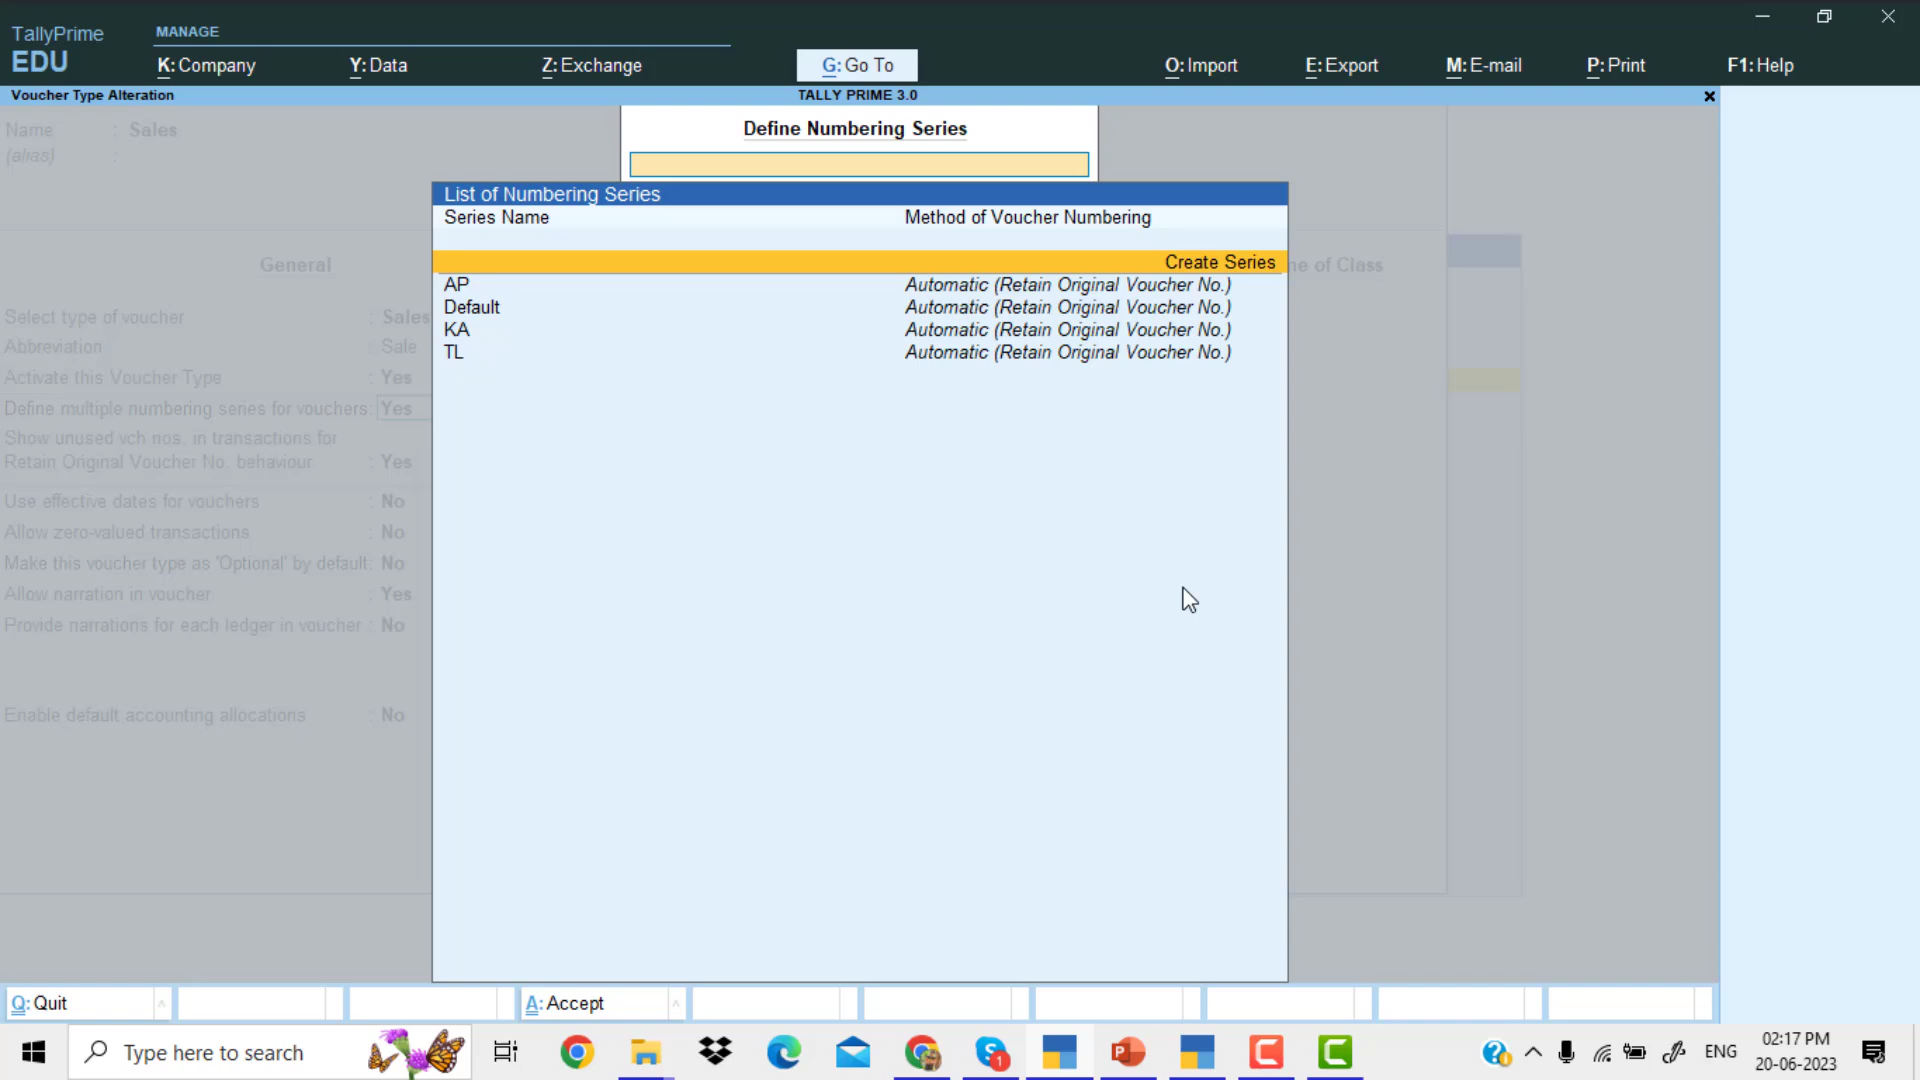 TallyPrime
EDU
MANAGE
K: Company
Y: Data
Z: Exchange
G: Go To
O: Import
E: Export
M: E-mail
P: Print
F1: Help
Voucher Type Alteration
TALLY PRIME 3.0
Name : Sales
(alias) :
Define Numbering Series
List of Numbering Series
Series Name Method of Voucher Numbering
Create Series
AP Automatic (Retain Original Voucher No.)
Default Automatic (Retain Original Voucher No.)
KA Automatic (Retain Original Voucher No.)
TL Automatic (Retain Original Voucher No.)
General
Select type of voucher : Sales
Abbreviation : Sale
Activate this Voucher Type : Yes
Define multiple numbering series for vouchers: Yes
Show unused vch nos. in transactions for
Retain Original Voucher No. behaviour : Yes
Use effective dates for vouchers : No
Allow zero-valued transactions : No
Make this voucher type as 'Optional' by default: No
Allow narration in voucher : Yes
Provide narrations for each ledger in voucher : No
Enable default accounting allocations : No
of Class
Q: Quit
A: Accept
Type here to search
1
ENG
02:17 PM
20-06-2023